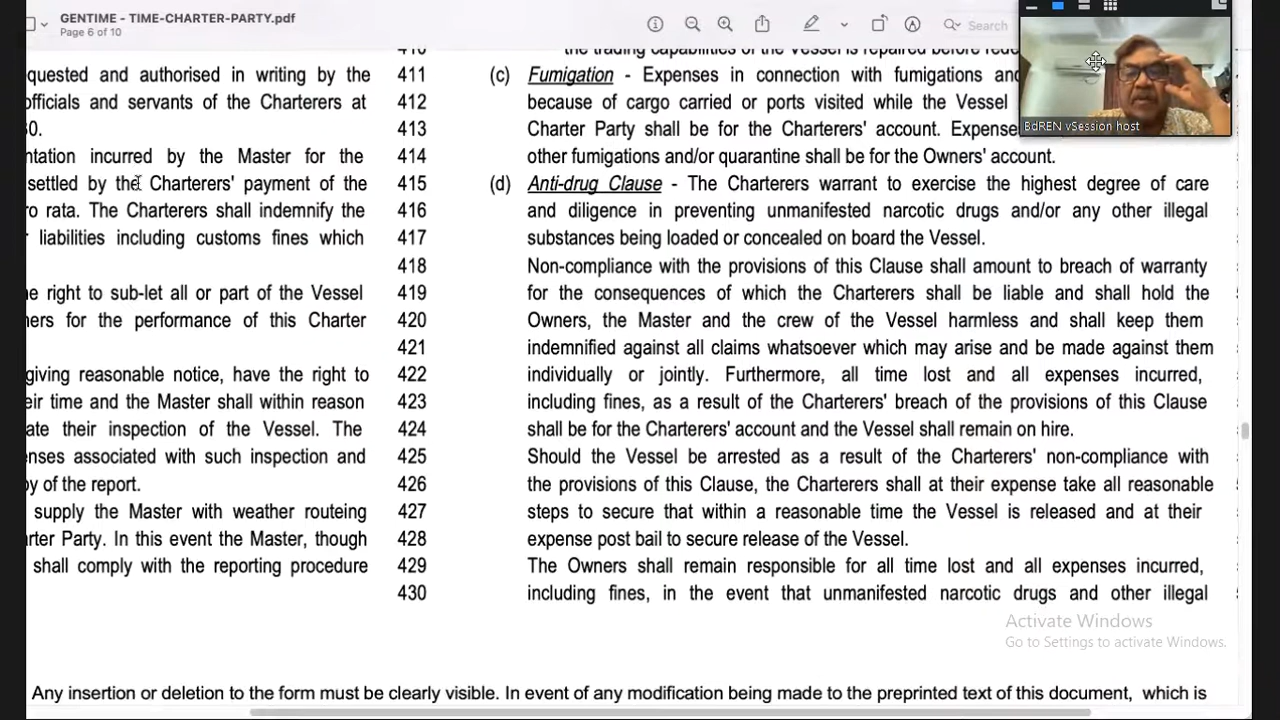 GENTIME - TIME-CHARTER-PARTY.pdf
Page 6 of 10
Search
BdREN vSession host
410
quested and authorised in writing by the 411
officials and servants of the Charterers at 412
30. 413
ntation incurred by the Master for the 414
settled by the Charterers' payment of the 415
ro rata. The Charterers shall indemnify the 416
liabilities including customs fines which 417
418
e right to sub-let all or part of the Vessel 419
ners for the performance of this Charter 420
421
giving reasonable notice, have the right to 422
eir time and the Master shall within reason 423
ate their inspection of the Vessel. The 424
enses associated with such inspection and 425
y of the report. 426
supply the Master with weather routeing 427
rter Party. In this event the Master, though 428
shall comply with the reporting procedure 429
430
the trading capabilities of the Vessel is repaired before
(c) Fumigation - Expenses in connection with fumigations
because of cargo carried or ports visited while the Vessel
Charter Party shall be for the Charterers' account.
other fumigations and/or quarantine shall be for the Owners' account.
(d) Anti-drug Clause - The Charterers warrant to exercise the highest degree of care
and diligence in preventing unmanifested narcotic drugs and/or any other illegal
substances being loaded or concealed on board the Vessel.
Non-compliance with the provisions of this Clause shall amount to breach of warranty
for the consequences of which the Charterers shall be liable and shall hold the
Owners, the Master and the crew of the Vessel harmless and shall keep them
indemnified against all claims whatsoever which may arise and be made against them
individually or jointly. Furthermore, all time lost and all expenses incurred,
including fines, as a result of the Charterers' breach of the provisions of this Clause
shall be for the Charterers' account and the Vessel shall remain on hire.
Should the Vessel be arrested as a result of the Charterers' non-compliance with
the provisions of this Clause, the Charterers shall at their expense take all reasonable
steps to secure that within a reasonable time the Vessel is released and at their
expense post bail to secure release of the Vessel.
The Owners shall remain responsible for all time lost and all expenses incurred,
including fines, in the event that unmanifested narcotic drugs and other illegal
Activate Windows
Go to Settings to activate Windows.
Any insertion or deletion to the form must be clearly visible. In event of any modification being made to the preprinted text of this document, which is